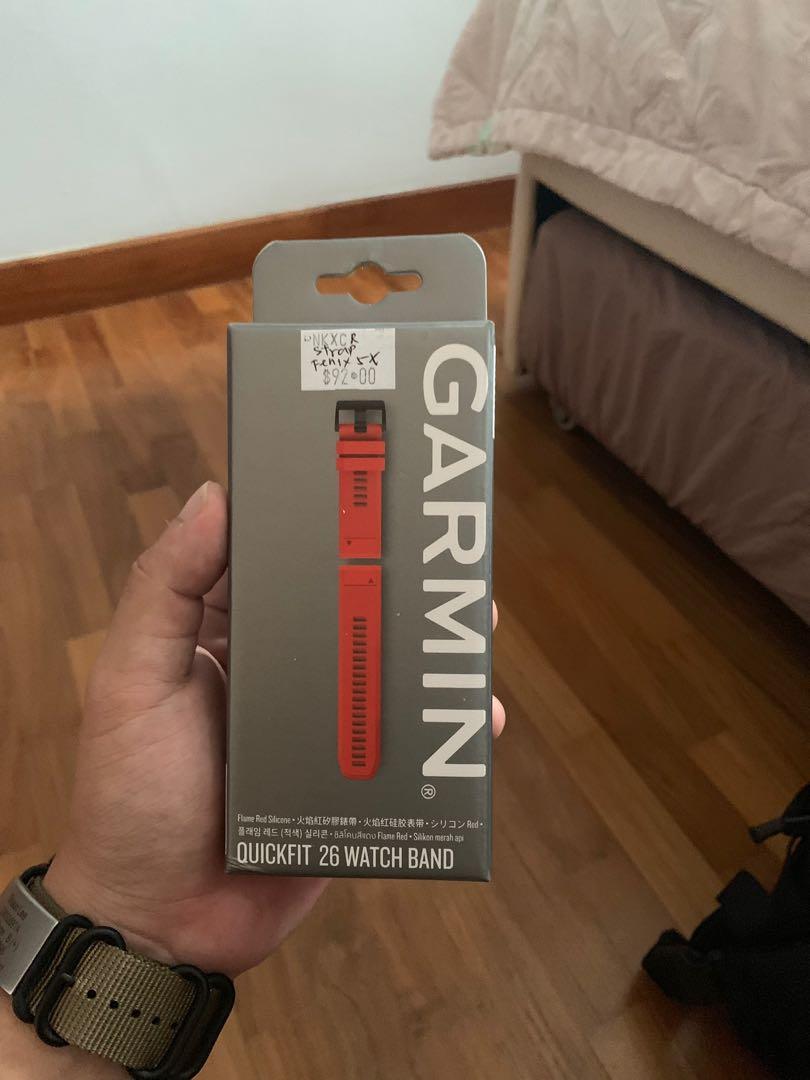 NKXCR
strap
Fenix 5X
$92.00
GARMIN®
Flame Red Silicone • 火焰紅矽膠錶帶 • 火焰红硅胶表带 • シリコン Red •
플래임 레드 (적색) 실리콘 • ซิลิโคนสีแดง Flame Red • Silikon merah api
QUICKFIT 26 WATCH BAND